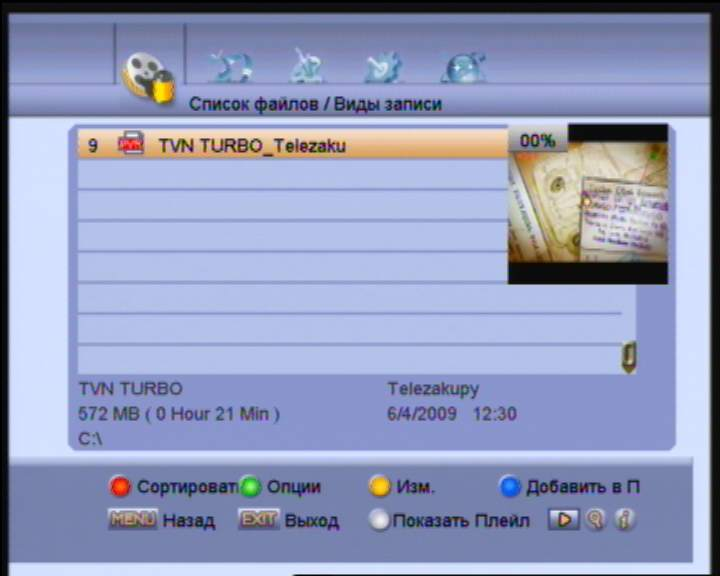 Список файлов / Виды записи
9 PVR TVN TURBO_Telezaku
00%
TVN TURBO
Telezakupy
572 MB ( 0 Hour 21 Min )
6/4/2009 12:30
C:\
Сортироват Опции Изм. Добавить в П
MENU Назад EXIT Выход Показать Плейл